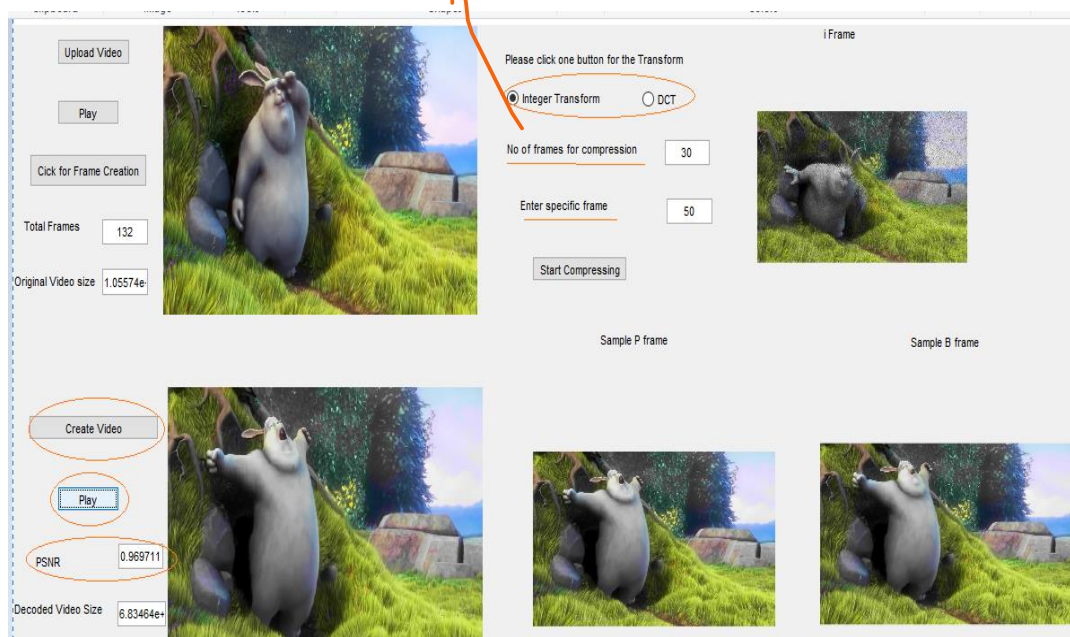 Upload Video
Play
Cick for Frame Creation
Total Frames 132
Original Video size 1.05574e-
Please click one button for the Transform
Integer Transform DCT
No of frames for compression 30
Enter specific frame 50
Start Compressing
i Frame
Sample P frame
Sample B frame
Create Video
Play
PSNR 0.969711
Decoded Video Size 6.83464e+